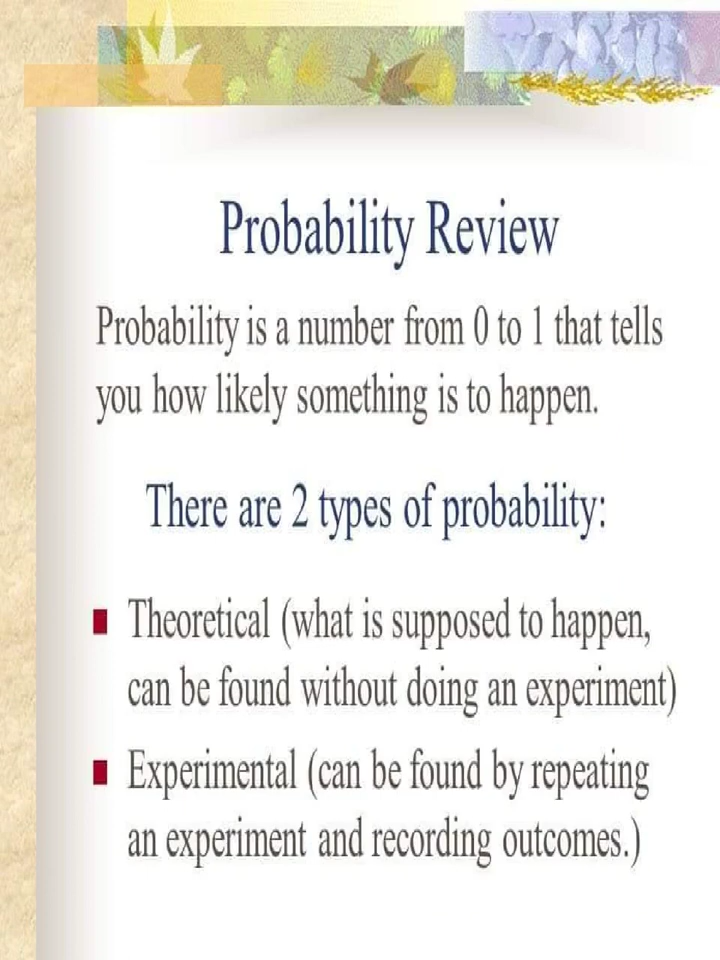 Probability Review
Probability is a number from 0 to 1 that tells
you how likely something is to happen.
There are 2 types of probability:
Theoretical (what is supposed to happen,
can be found without doing an experiment)
Experimental (can be found by repeating
an experiment and recording outcomes.)